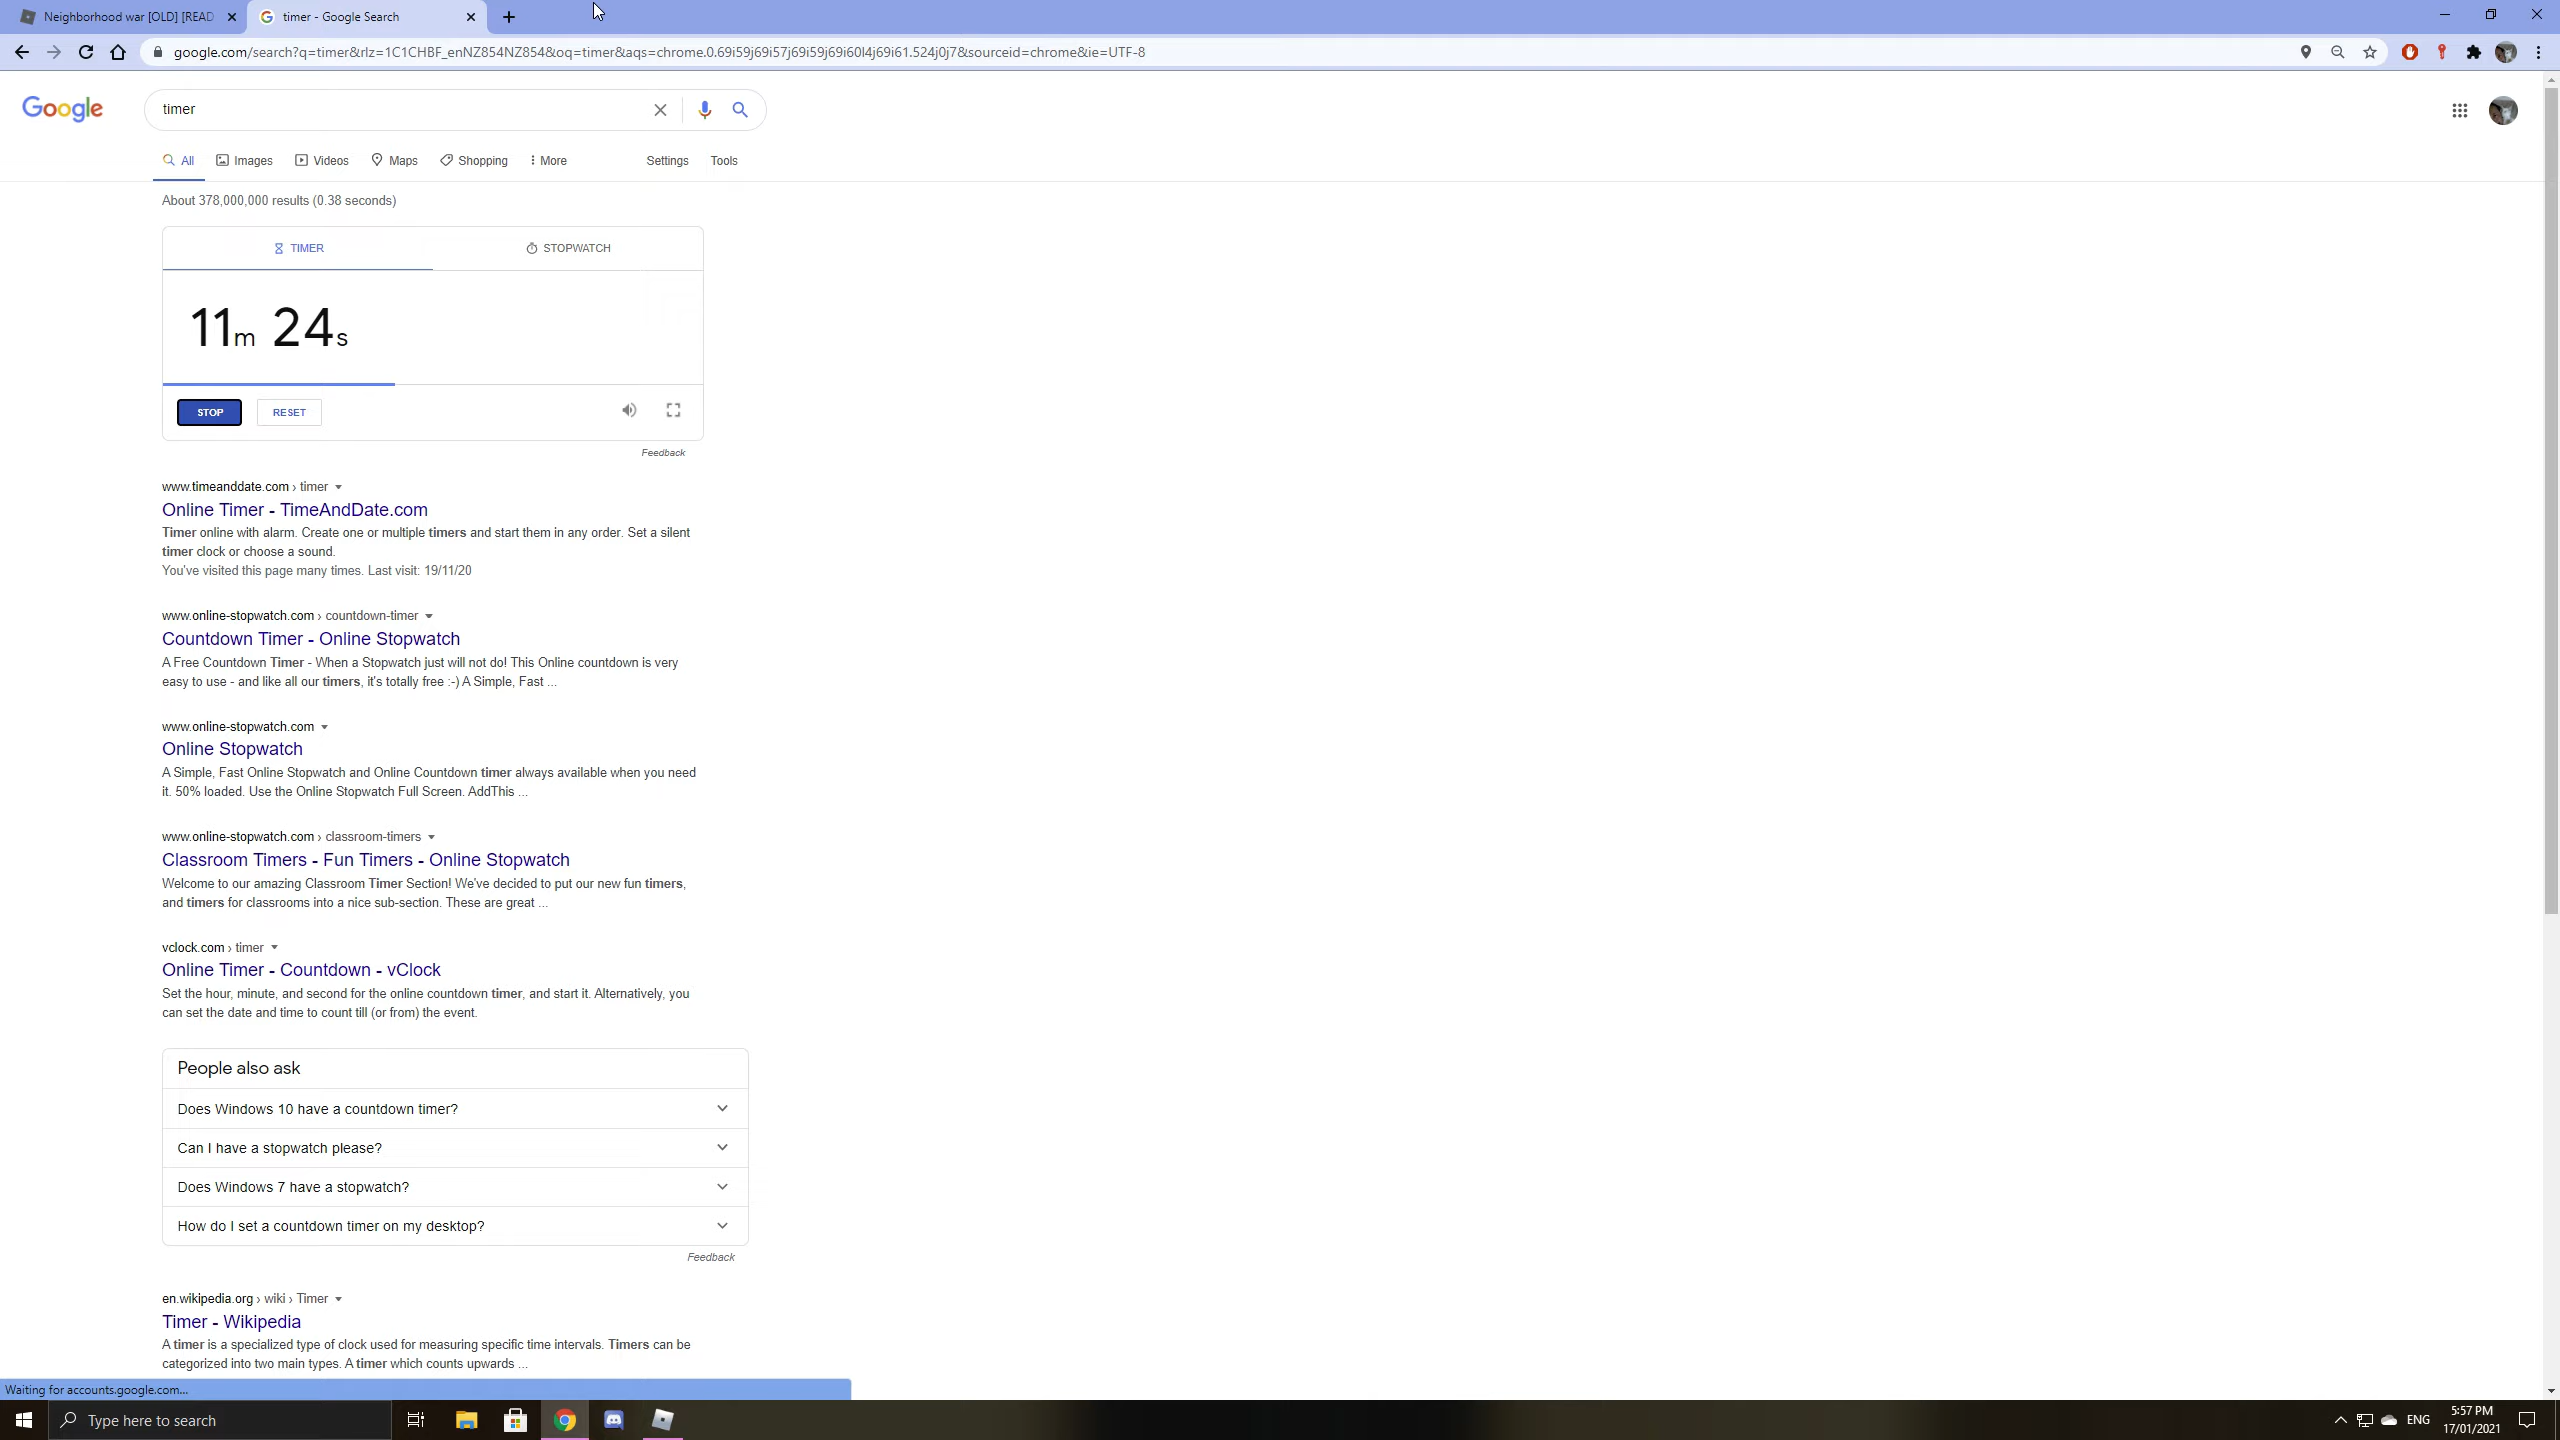 Neighborhood war [OLD] [READ
timer - Google Search
google.com/search?q=timer&rlz=1C1CHBF_enNZ854NZ854&oq=timer&aqs=chrome.0.69i59j69i57j69i59j69i60l4j69i61.524j0j7&sourceid=chrome&ie=UTF-8
Google
timer
All Images Videos Maps Shopping More Settings Tools
About 378,000,000 results (0.38 seconds)
TIMER STOPWATCH
11m 24s
STOP RESET
Feedback
www.timeanddate.com › timer
Online Timer - TimeAndDate.com
Timer online with alarm. Create one or multiple timers and start them in any order. Set a silent
timer clock or choose a sound.
You've visited this page many times. Last visit: 19/11/20
www.online-stopwatch.com › countdown-timer
Countdown Timer - Online Stopwatch
A Free Countdown Timer - When a Stopwatch just will not do! This Online countdown is very
easy to use - and like all our timers, it's totally free :-) A Simple, Fast ...
www.online-stopwatch.com
Online Stopwatch
A Simple, Fast Online Stopwatch and Online Countdown timer always available when you need
it. 50% loaded. Use the Online Stopwatch Full Screen. AddThis ...
www.online-stopwatch.com › classroom-timers
Classroom Timers - Fun Timers - Online Stopwatch
Welcome to our amazing Classroom Timer Section! We've decided to put our new fun timers,
and timers for classrooms into a nice sub-section. These are great ...
vclock.com › timer
Online Timer - Countdown - vClock
Set the hour, minute, and second for the online countdown timer, and start it. Alternatively, you
can set the date and time to count till (or from) the event.
People also ask
Does Windows 10 have a countdown timer?
Can I have a stopwatch please?
Does Windows 7 have a stopwatch?
How do I set a countdown timer on my desktop?
Feedback
en.wikipedia.org › wiki › Timer
Timer - Wikipedia
A timer is a specialized type of clock used for measuring specific time intervals. Timers can be
categorized into two main types. A timer which counts upwards ...
Waiting for accounts.google.com...
Type here to search
ENG
5:57 PM
17/01/2021